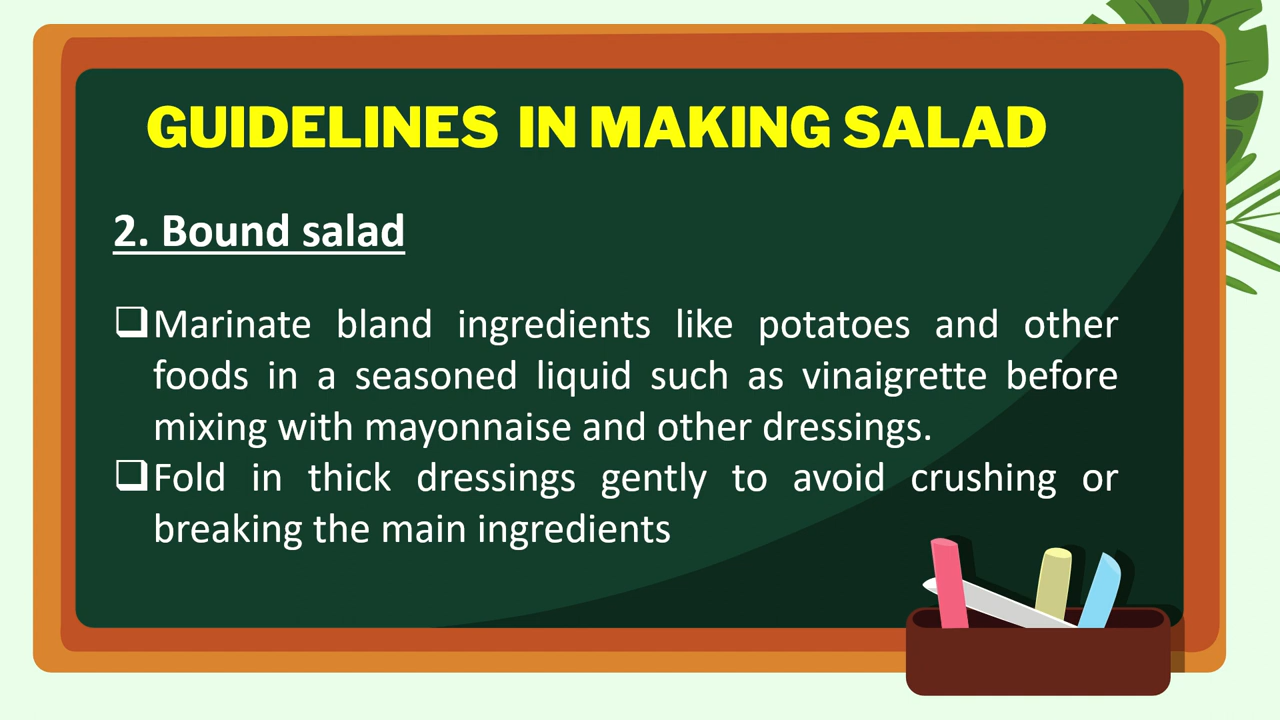 GUIDELINES IN MAKING SALAD
2. Bound salad
❑Marinate bland ingredients like potatoes and other
foods in a seasoned liquid such as vinaigrette before
mixing with mayonnaise and other dressings.
❑Fold in thick dressings gently to avoid crushing or
breaking the main ingredients